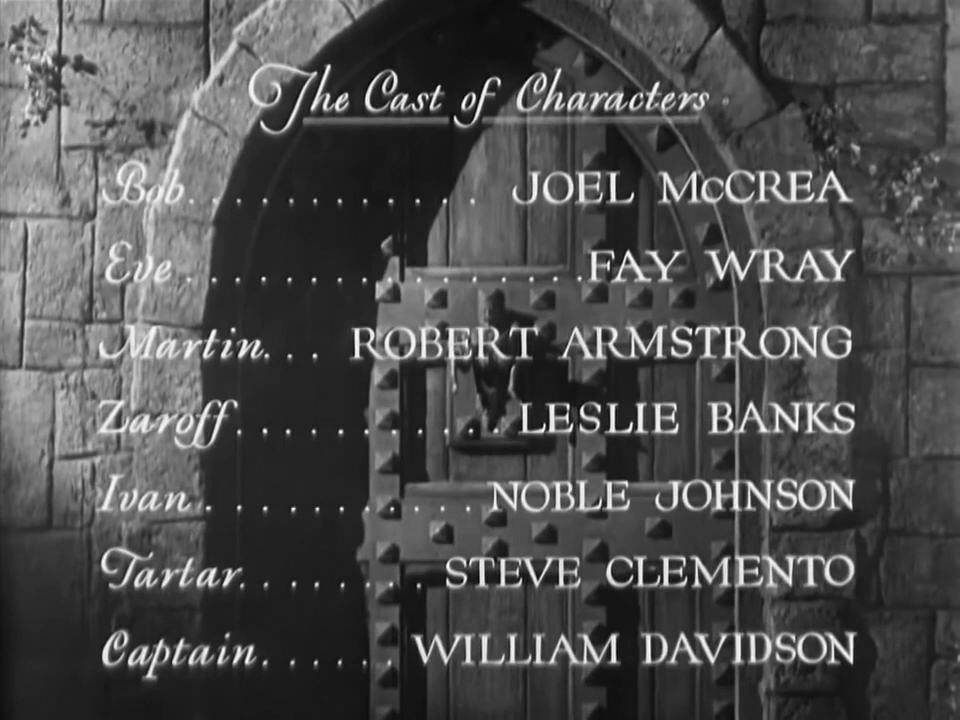 The Cast of Characters
Bob............ JOEL McCREA
Eve.................FAY WRAY
Martin... ROBERT ARMSTRONG
Zaroff............LESLIE BANKS
Ivan............NOBLE JOHNSON
Tartar........STEVE CLEMENTO
Captain......WILLIAM DAVIDSON